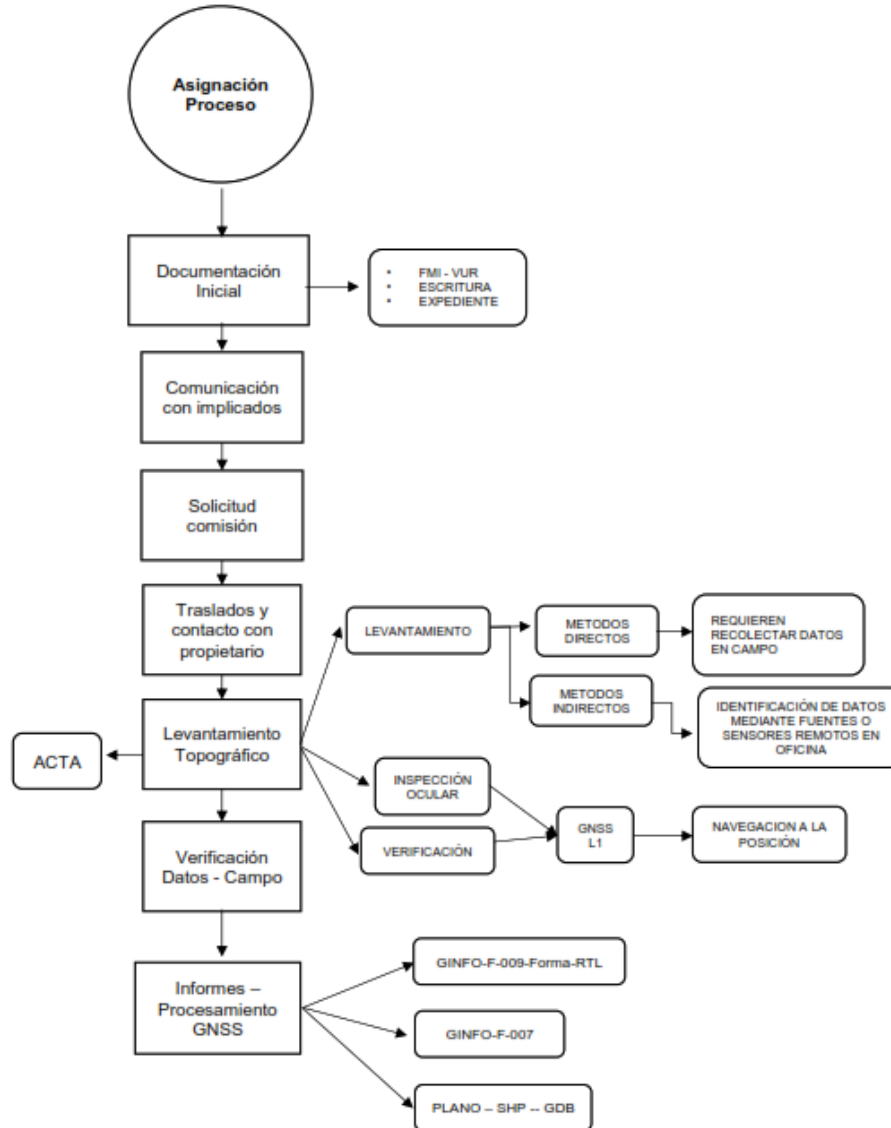 Asignación
Proceso
Documentación
Inicial
• FMI - VUR
• ESCRITURA
• EXPEDIENTE
Comunicación
con implicados
Solicitud
comisión
Traslados y
contacto con
propietario
LEVANTAMIENTO
METODOS
DIRECTOS
REQUIEREN
RECOLECTAR DATOS
EN CAMPO
METODOS
INDIRECTOS
IDENTIFICACIÓN DE DATOS
MEDIANTE FUENTES O
SENSORES REMOTOS EN
OFICINA
Levantamiento
Topográfico
ACTA
INSPECCIÓN
OCULAR
VERIFICACIÓN
GNSS
L1
NAVEGACION A LA
POSICIÓN
Verificación
Datos - Campo
Informes –
Procesamiento
GNSS
GINFO-F-009-Forma-RTL
GINFO-F-007
PLANO – SHP -- GDB